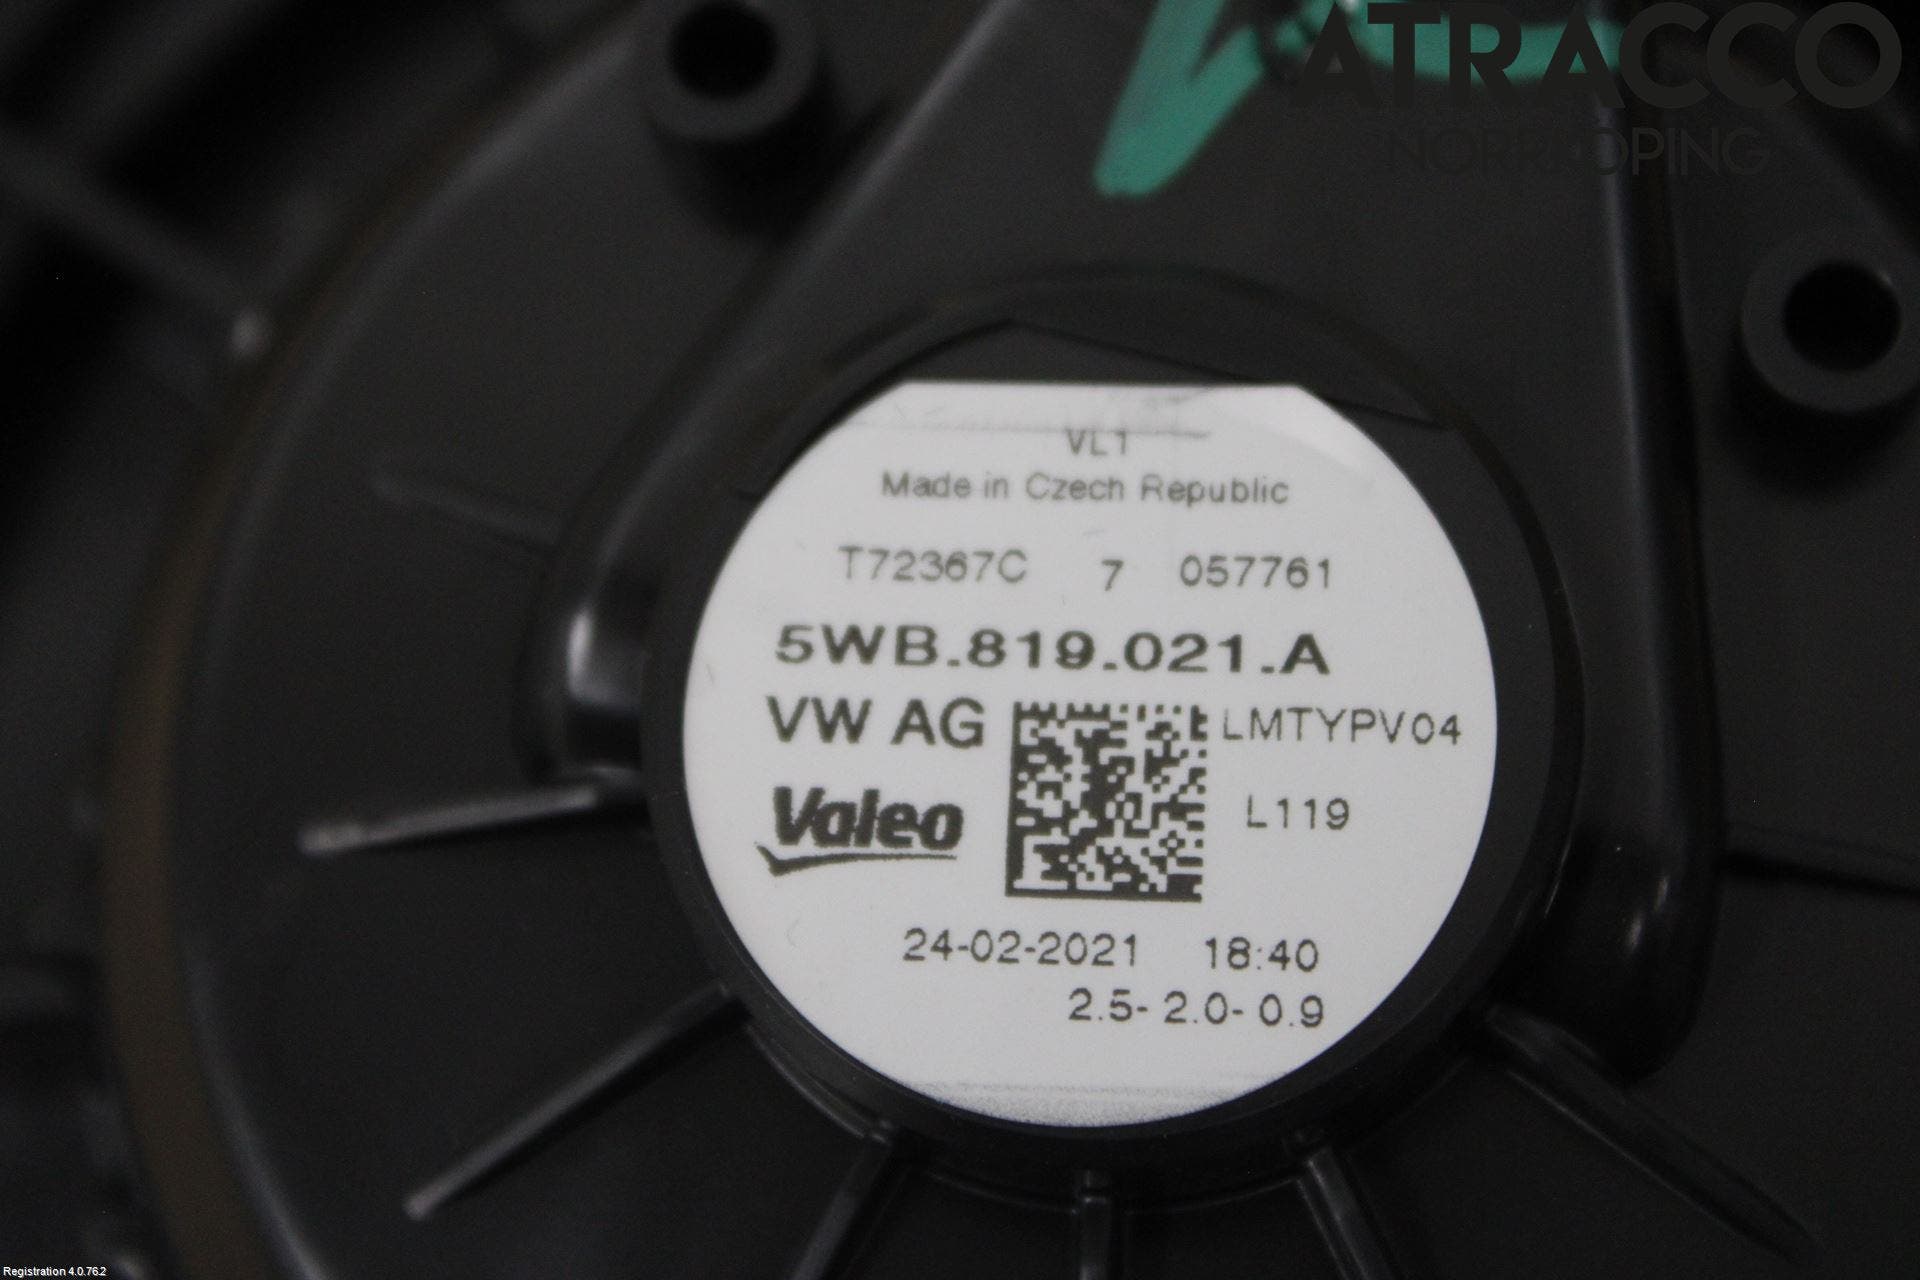 ATRACCO
NORRKÖPING
VL1
Made in Czech Republic
T72367C 7 057761
5WB.819.021.A
VW AG LMTYPV04
Valeo L119
24-02-2021 18:40
2.5- 2.0- 0.9
Registration 4.0.76.2